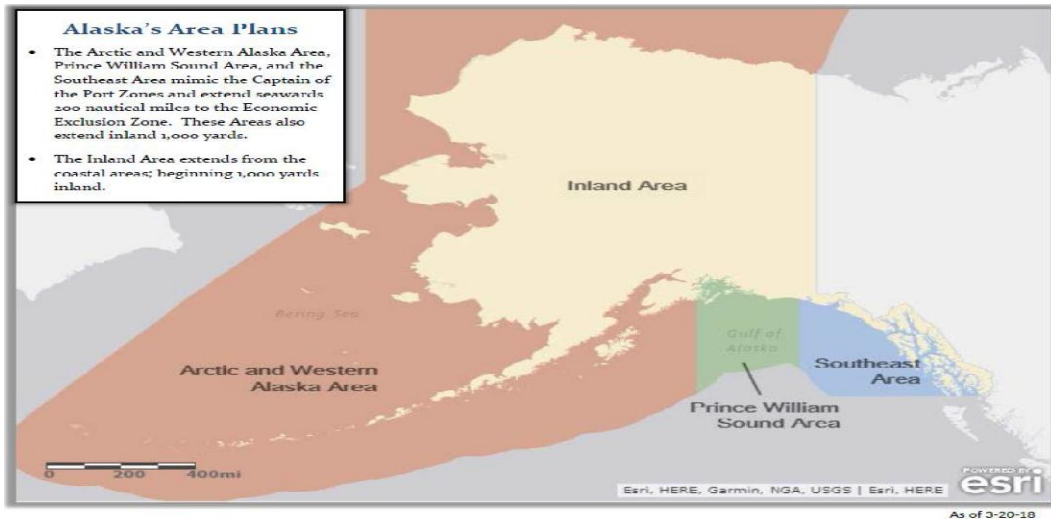 Alaska's Area Plans
• The Arctic and Western Alaska Area,
Prince William Sound Area, and the
Southeast Area mimic the Captain of
the Port Zones and extend seawards
200 nautical miles to the Economic
Exclusion Zone. These Areas also
extend inland 1,000 yards.
• The Inland Area extends from the
coastal areas; beginning 1,000 yards
inland.
Inland Area
Bering Sea
Gulf of
Alaska
Arctic and Western
Alaska Area
Southeast
Area
Prince William
Sound Area
0 200 400mi
Esri, HERE, Garmin, NGA, USGS | Esri, HERE
POWERED BY
esri
As of 3-20-18